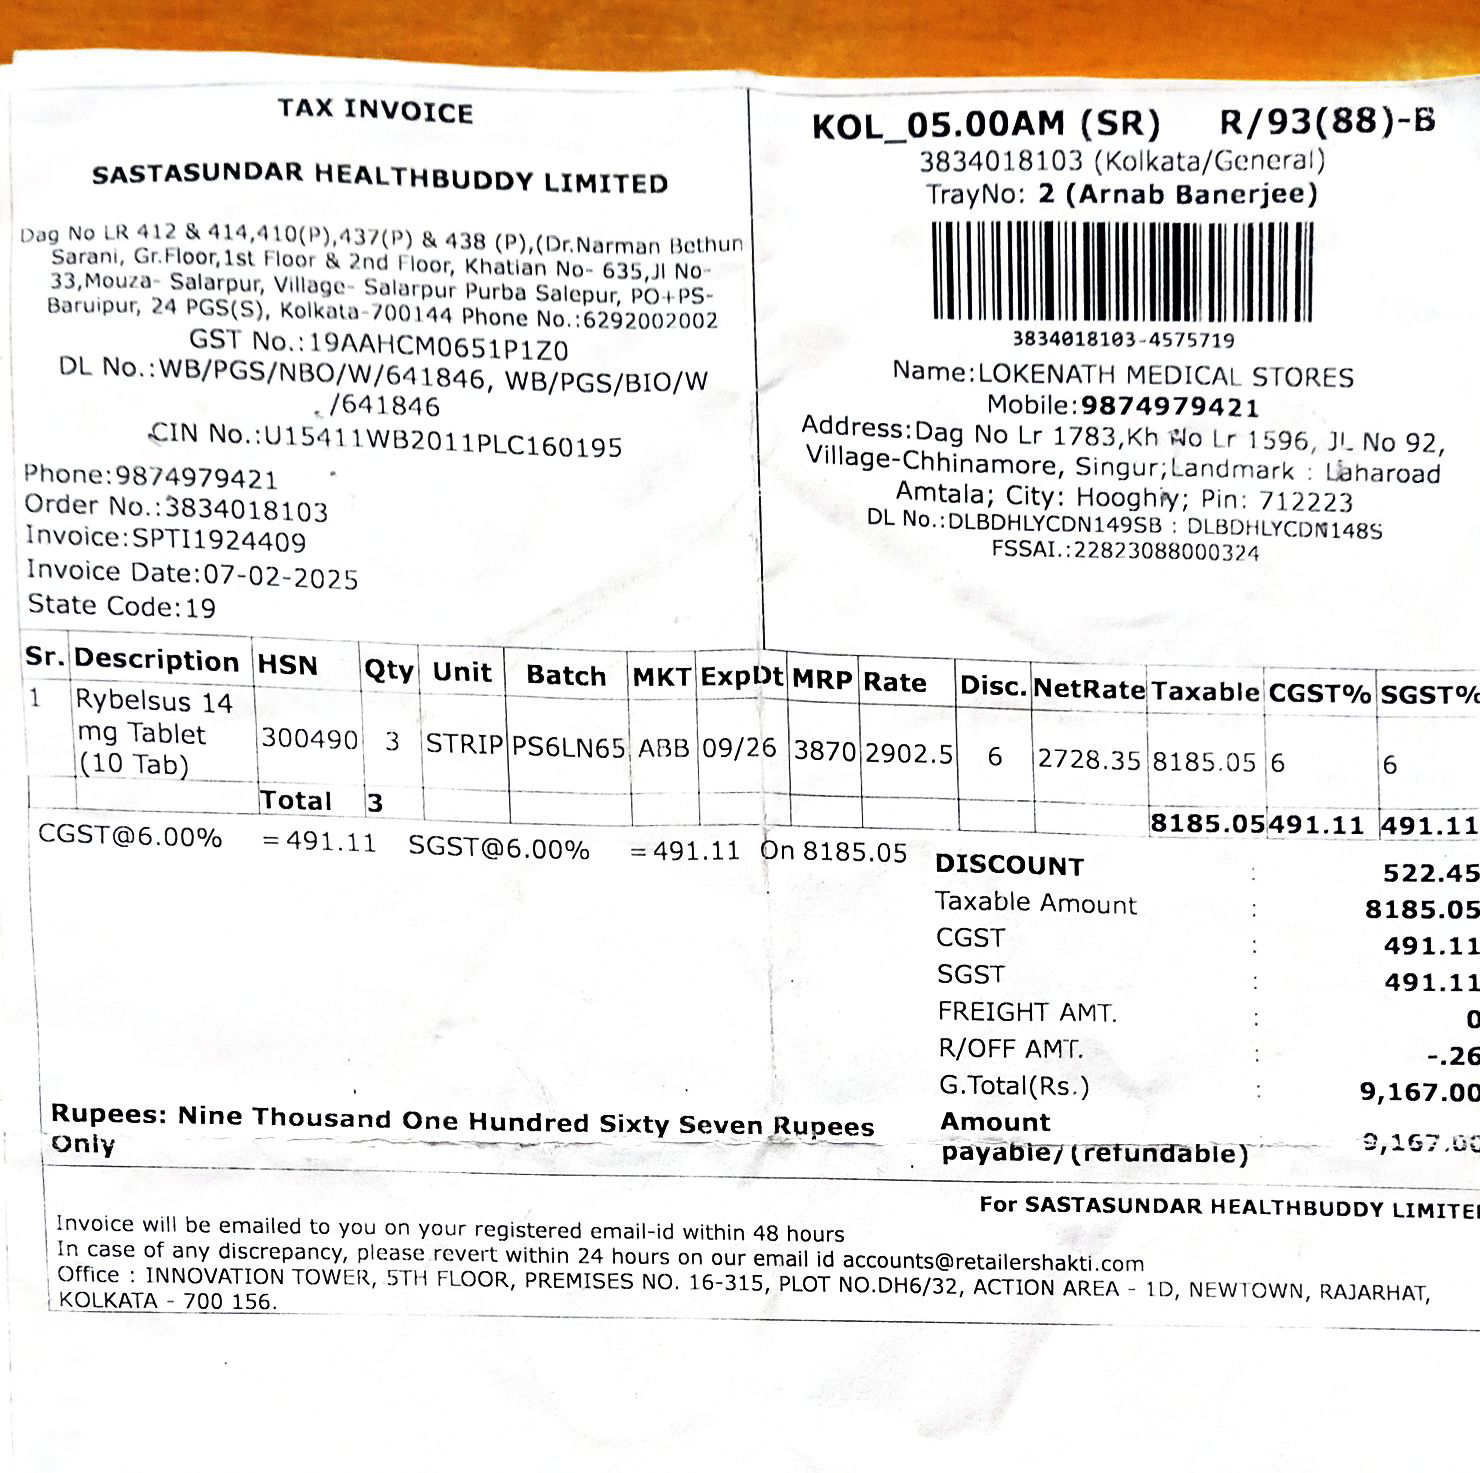 TAX INVOICE
SASTASUNDAR HEALTHBUDDY LIMITED
Dag No LR 412 & 414,410(P),437(P) & 438 (P),(Dr.Narman Bethun
Sarani, Gr.Floor,1st Floor & 2nd Floor, Khatian No- 635,Jl No-
33,Mouza- Salarpur, Village- Salarpur Purba Salepur, PO+PS-
Baruipur, 24 PGS(S), Kolkata-700144 Phone No.:6292002002
GST No.:19AAHCM0651P1Z0
DL No.:WB/PGS/NBO/W/641846, WB/PGS/BIO/W
/641846
CIN No.:U15411WB2011PLC160195
Phone:9874979421
Order No.:3834018103
Invoice:SPTI1924409
Invoice Date:07-02-2025
State Code:19
KOL_05.00AM (SR) R/93(88)-B
3834018103 (Kolkata/General)
TrayNo: 2 (Arnab Banerjee)
3834018103-4575719
Name:LOKENATH MEDICAL STORES
Mobile:9874979421
Address:Dag No Lr 1783,Kh No Lr 1596, JL No 92,
Village-Chhinamore, Singur;Landmark : Laharoad
Amtala; City: Hooghly; Pin: 712223
DL No.:DLBDHLYCDN149SB : DLBDHLYCDN148S
FSSAI.:22823088000324
Sr. Description HSN Qty Unit Batch MKT ExpDt MRP Rate Disc. NetRate Taxable CGST% SGST%
1 Rybelsus 14
mg Tablet 300490 3 STRIP PS6LN65 ABB 09/26 3870 2902.5 6 2728.35 8185.05 6 6
(10 Tab)
Total 3 8185.05 491.11 491.11
CGST@6.00% =491.11 SGST@6.00% =491.11 On 8185.05
DISCOUNT : 522.45
Taxable Amount : 8185.05
CGST : 491.11
SGST : 491.11
FREIGHT AMT. : 0
R/OFF AMT. : -.26
G.Total(Rs.) : 9,167.00
Amount
payable/(refundable) : 9,167.00
Rupees: Nine Thousand One Hundred Sixty Seven Rupees
Only
For SASTASUNDAR HEALTHBUDDY LIMITE
Invoice will be emailed to you on your registered email-id within 48 hours
In case of any discrepancy, please revert within 24 hours on our email id accounts@retailershakti.com
Office : INNOVATION TOWER, 5TH FLOOR, PREMISES NO. 16-315, PLOT NO.DH6/32, ACTION AREA - 1D, NEWTOWN, RAJARHAT,
KOLKATA - 700 156.